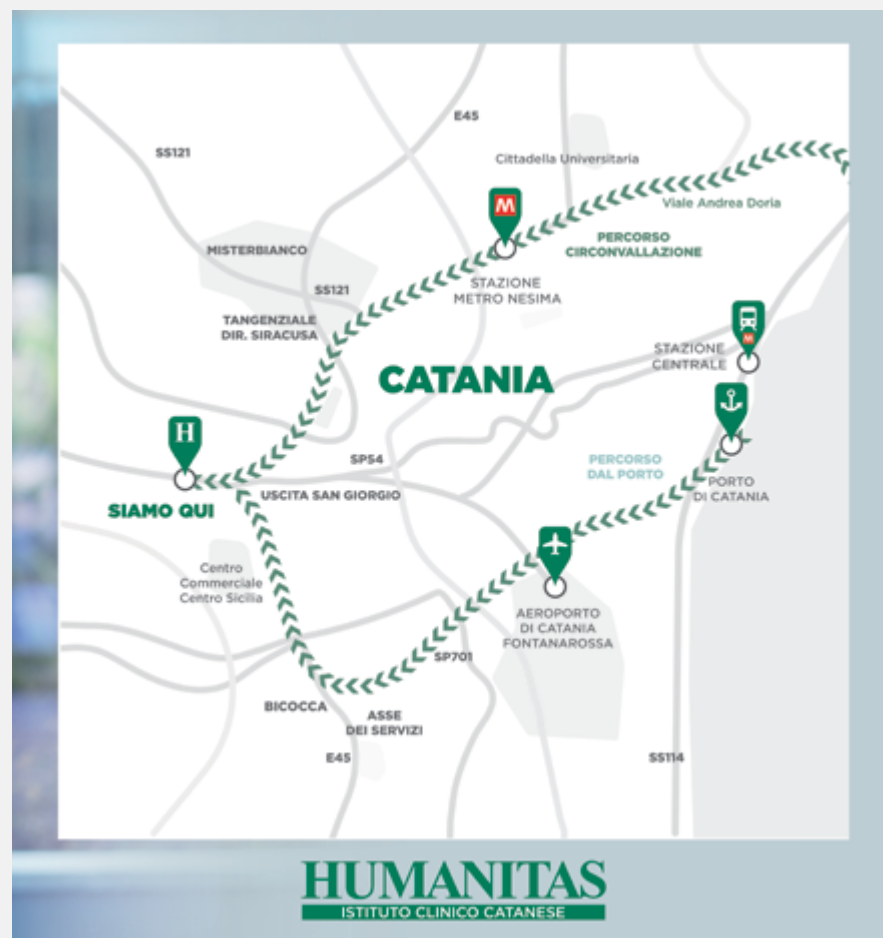 E45
SS121
Cittadella Universitaria
M
Viale Andrea Doria
PERCORSO
CIRCONVALLAZIONE
MISTERBIANCO
STAZIONE
METRO NESIMA
SS121
TANGENZIALE
DIR. SIRACUSA
STAZIONE
CENTRALE
M
CATANIA
H
SP54
PERCORSO
DAL PORTO
PORTO
DI CATANIA
USCITA SAN GIORGIO
SIAMO QUI
Centro
Commerciale
Centro Sicilia
AEROPORTO
DI CATANIA
FONTANAROSSA
SP701
BICOCCA
ASSE
DEI SERVIZI
E45
SS114
HUMANITAS
ISTITUTO CLINICO CATANESE